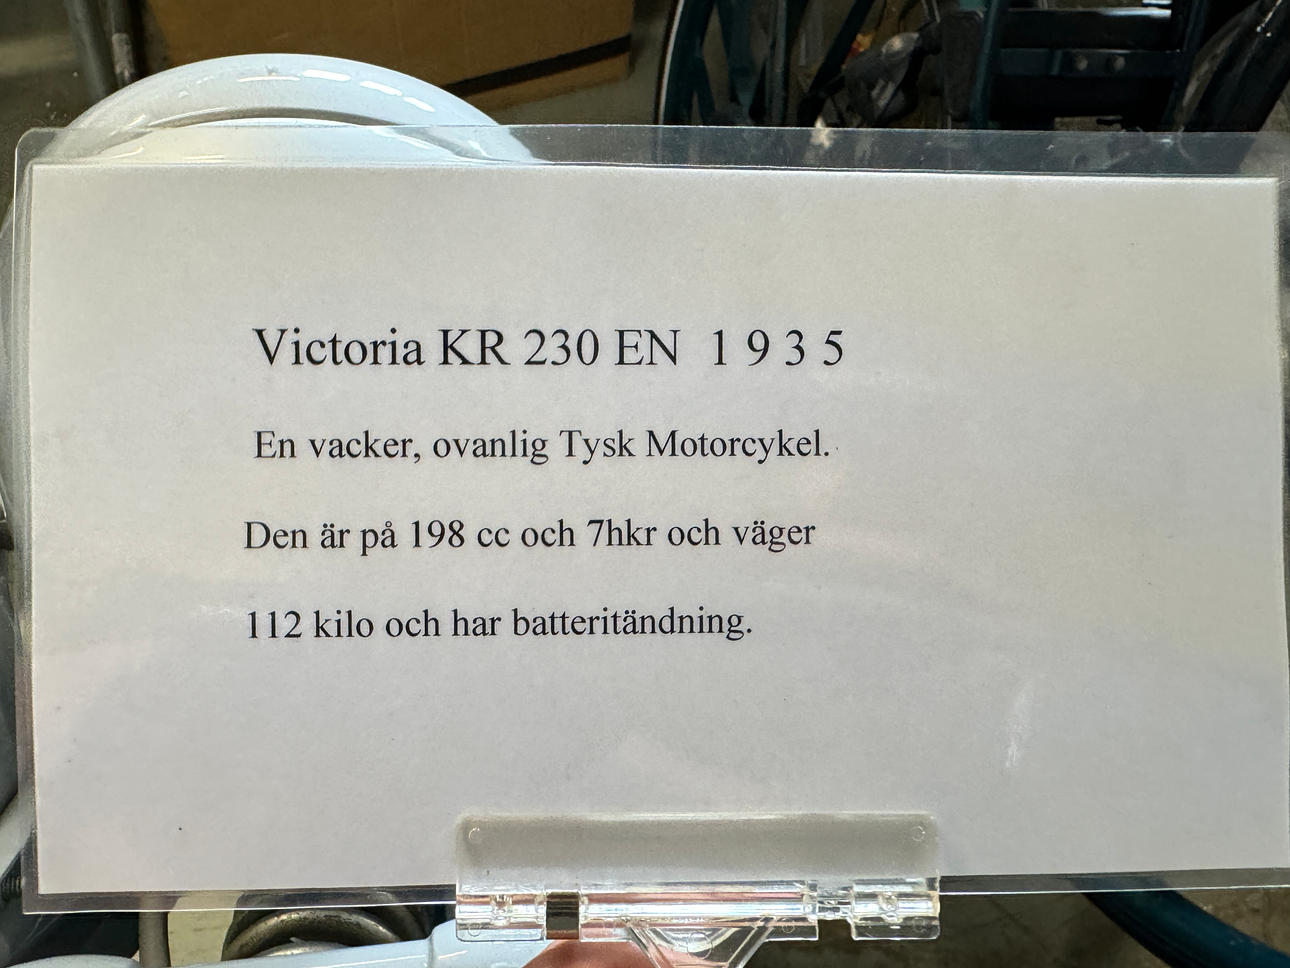 Victoria KR 230 EN 1 9 3 5
En vacker, ovanlig Tysk Motorcykel.
Den är på 198 cc och 7hkr och väger
112 kilo och har batteritändning.